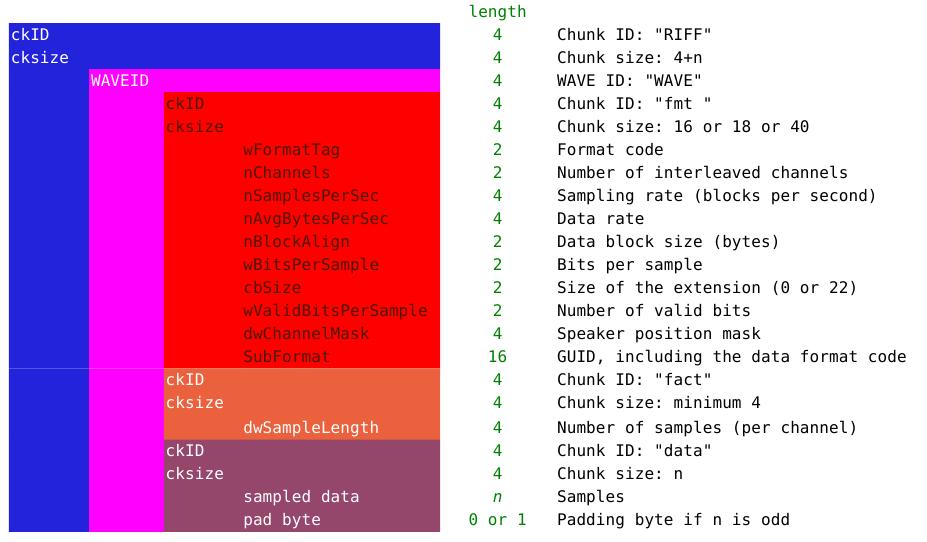 length
ckID 4 Chunk ID: "RIFF"
cksize 4 Chunk size: 4+n
WAVEID 4 WAVE ID: "WAVE"
ckID 4 Chunk ID: "fmt "
cksize 4 Chunk size: 16 or 18 or 40
wFormatTag 2 Format code
nChannels 2 Number of interleaved channels
nSamplesPerSec 4 Sampling rate (blocks per second)
nAvgBytesPerSec 4 Data rate
nBlockAlign 2 Data block size (bytes)
wBitsPerSample 2 Bits per sample
cbSize 2 Size of the extension (0 or 22)
wValidBitsPerSample 2 Number of valid bits
dwChannelMask 4 Speaker position mask
SubFormat 16 GUID, including the data format code
ckID 4 Chunk ID: "fact"
cksize 4 Chunk size: minimum 4
dwSampleLength 4 Number of samples (per channel)
ckID 4 Chunk ID: "data"
cksize 4 Chunk size: n
sampled data n Samples
pad byte 0 or 1 Padding byte if n is odd